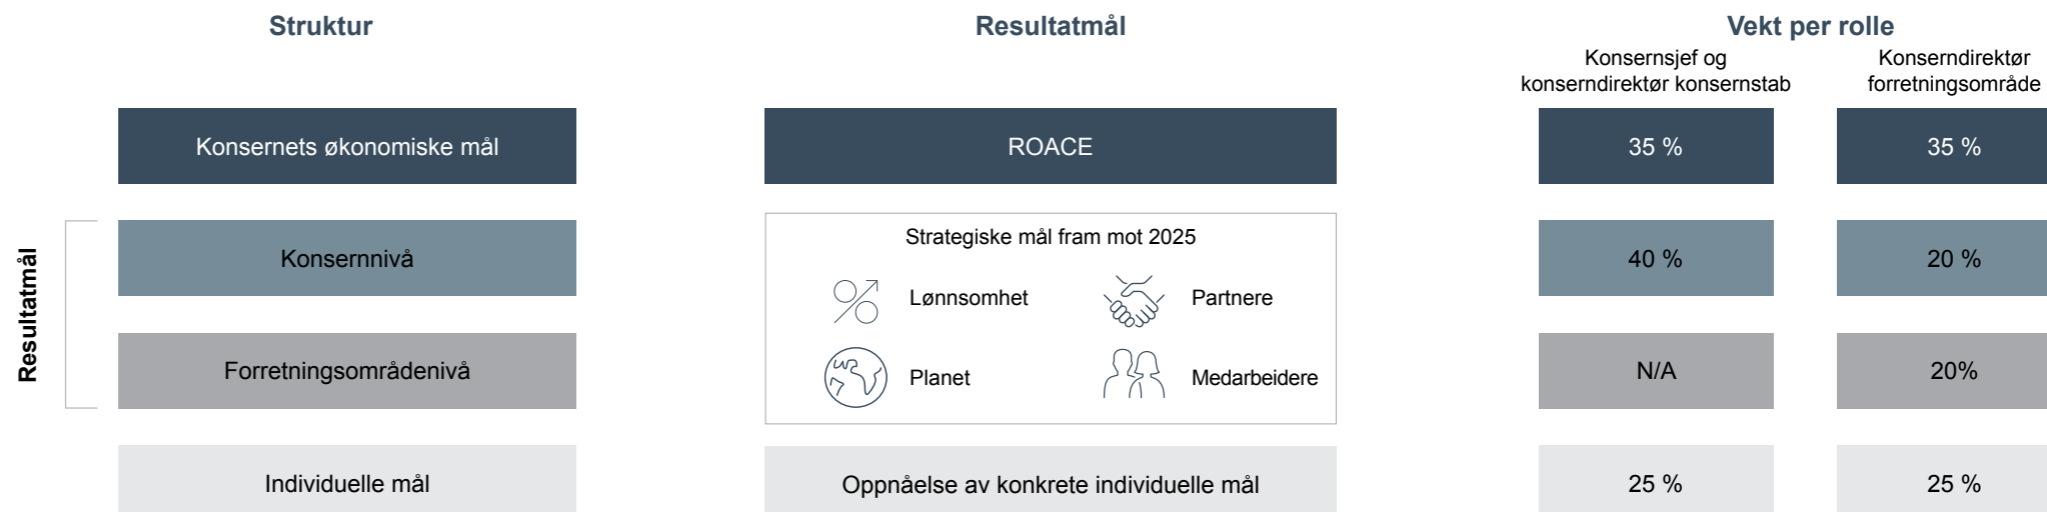 Struktur
Resultatmål
Vekt per rolle
Konsernsjef og
konserndirektør konsernstab
Konserndirektør
forretningsområde
Konsernets økonomiske mål
ROACE
35 %
35 %
Resultatmål
Konsernnivå
Strategiske mål fram mot 2025
Lønnsomhet
Partnere
40 %
20 %
Forretningsområdenivå
Planet
Medarbeidere
N/A
20%
Individuelle mål
Oppnåelse av konkrete individuelle mål
25 %
25 %